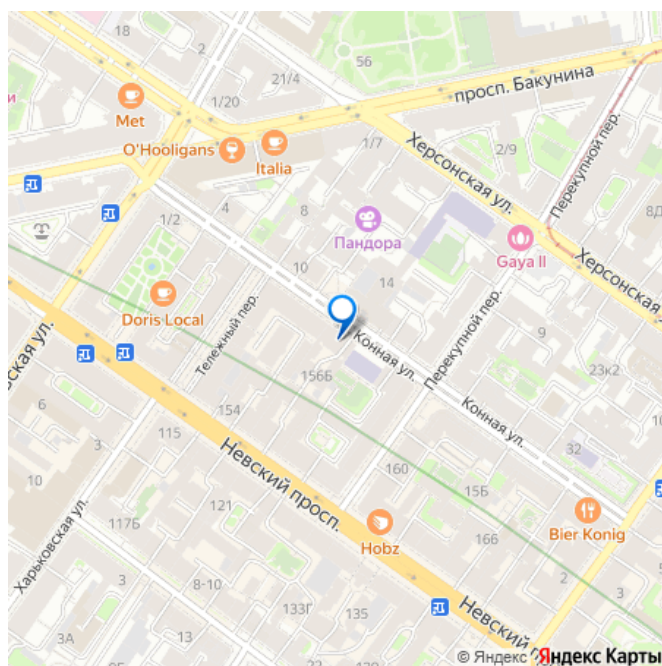 18
2
56
21/4
просп. Бакунина
Met
1/20
O'Hooligans
Italia
1/7
2/9
Херсонская ул.
Перекупной пер.
8Д
1/2
4
8
Пандора
Gaya II
Херсонская
10
14
Doris Local
Тележный пер.
Конная ул.
Перекупной пер.
9
23к2
156Б
154
6
3
115
Невский просп.
Конная ул.
32
10
160
15Б
121
Харьковская ул.
117Б
Hobz
166
Bier Konig
3
8-10
133Г
135
2
3А
Невский
1
3
© Яндекс Яндекс Карты